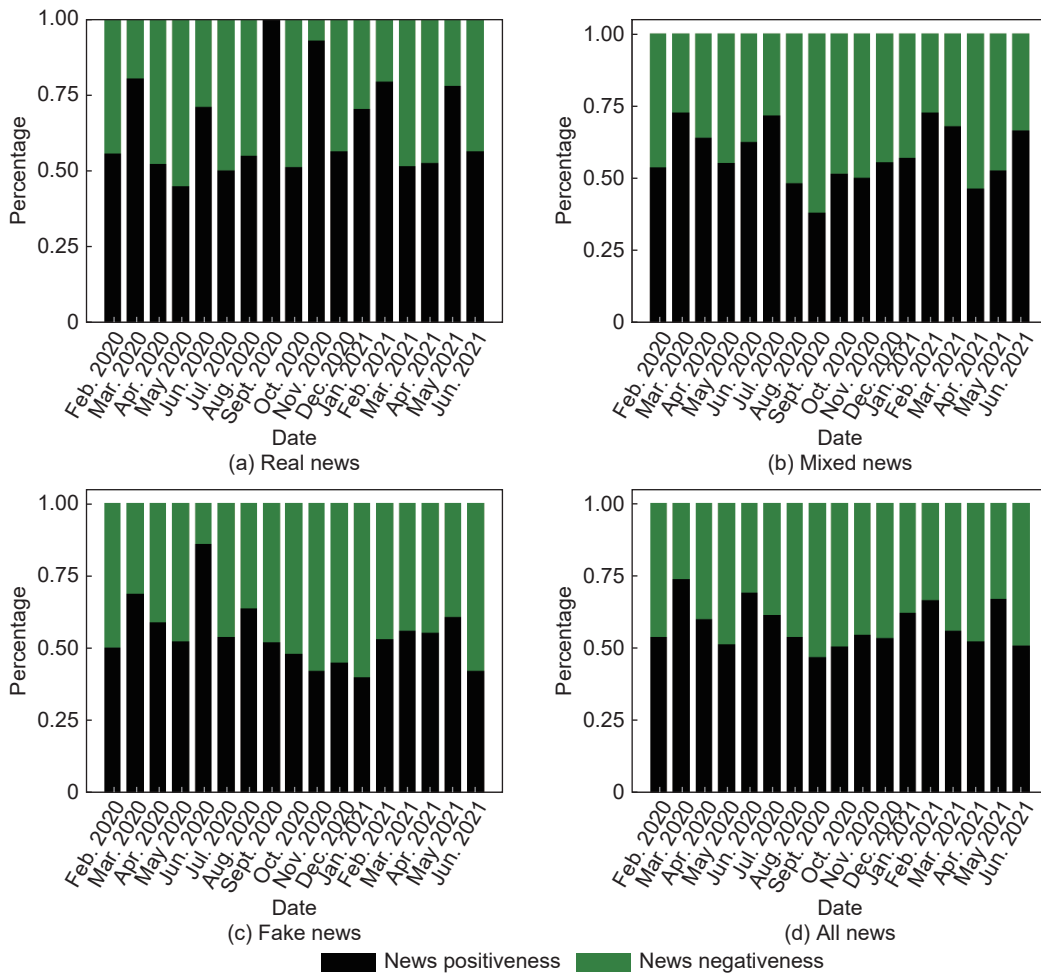 1.00
0.75
0.50
0.25
0
Percentage
Feb. 2020
Mar. 2020
Apr. 2020
May 2020
Jun. 2020
Jul. 2020
Aug. 2020
Sept. 2020
Oct. 2020
Nov. 2020
Dec. 2020
Jan. 2021
Feb. 2021
Mar. 2021
Apr. 2021
May 2021
Jun. 2021
Date
(a) Real news
1.00
0.75
0.50
0.25
0
Percentage
Feb. 2020
Mar. 2020
Apr. 2020
May 2020
Jun. 2020
Jul. 2020
Aug. 2020
Sept. 2020
Oct. 2020
Nov. 2020
Dec. 2020
Jan. 2021
Feb. 2021
Mar. 2021
Apr. 2021
May 2021
Jun. 2021
Date
(b) Mixed news
1.00
0.75
0.50
0.25
0
Percentage
Feb. 2020
Mar. 2020
Apr. 2020
May 2020
Jun. 2020
Jul. 2020
Aug. 2020
Sept. 2020
Oct. 2020
Nov. 2020
Dec. 2020
Jan. 2021
Feb. 2021
Mar. 2021
Apr. 2021
May 2021
Jun. 2021
Date
(c) Fake news
1.00
0.75
0.50
0.25
0
Percentage
Feb. 2020
Mar. 2020
Apr. 2020
May 2020
Jun. 2020
Jul. 2020
Aug. 2020
Sept. 2020
Oct. 2020
Nov. 2020
Dec. 2020
Jan. 2021
Feb. 2021
Mar. 2021
Apr. 2021
May 2021
Jun. 2021
Date
(d) All news
News positiveness
News negativeness